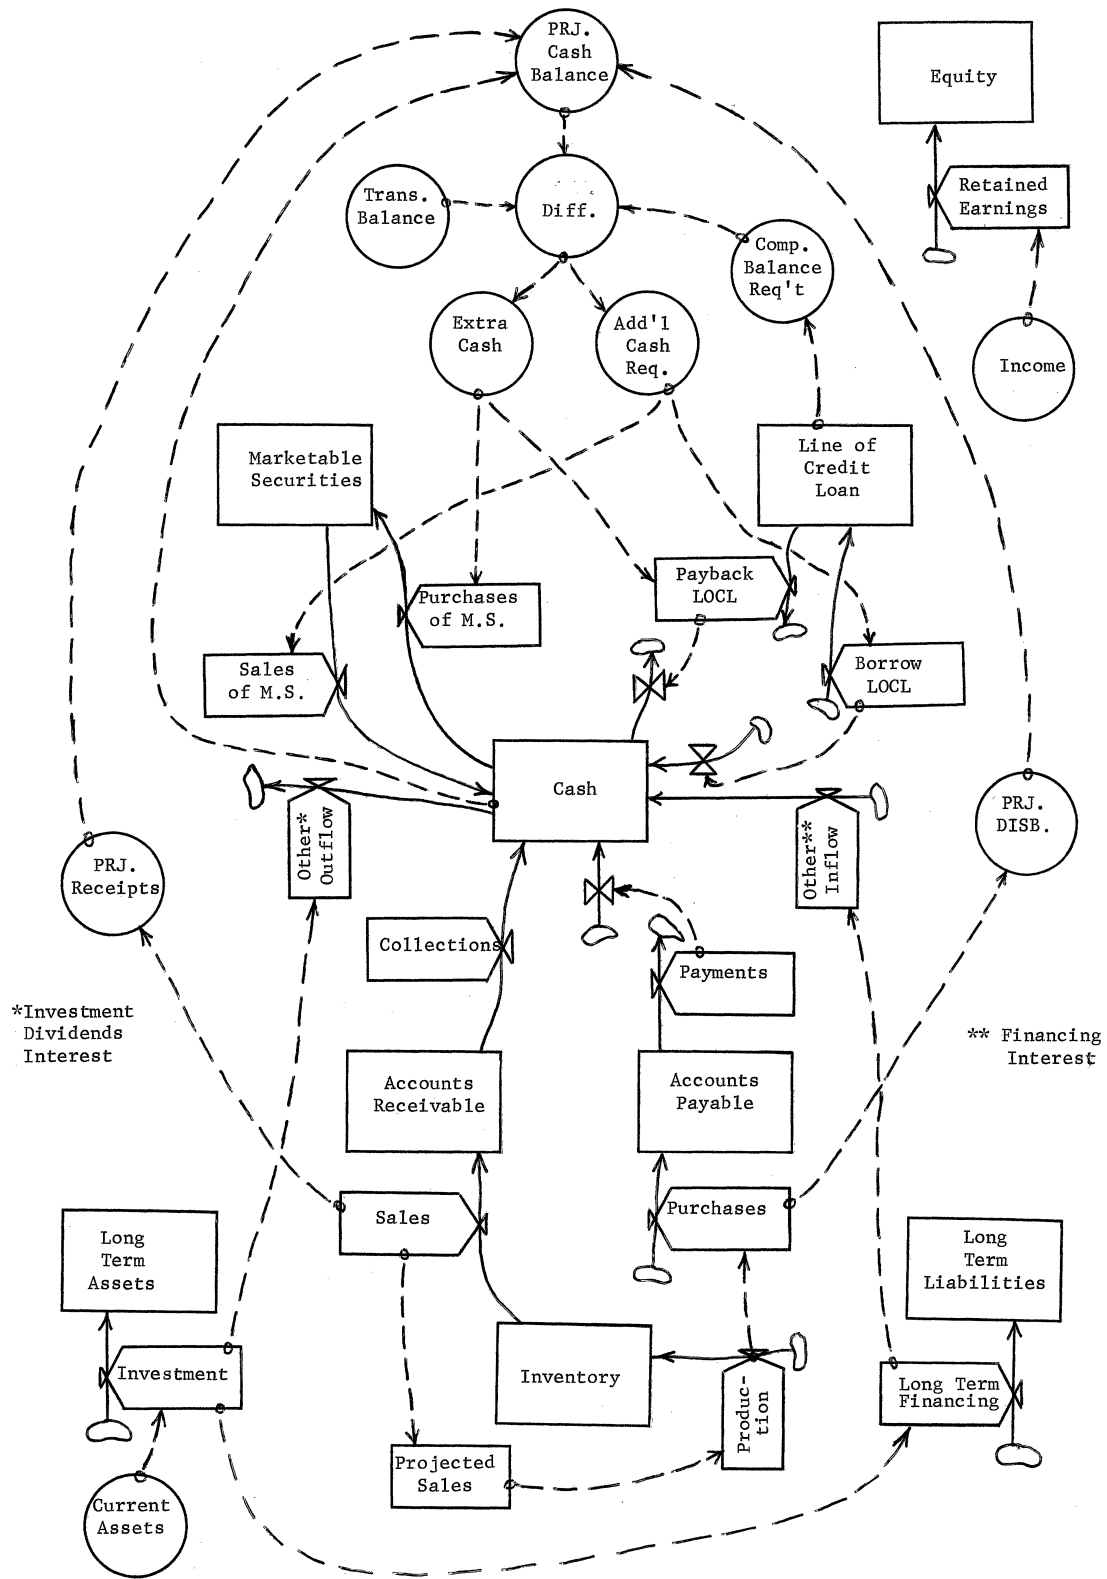 PRJ.
Cash
Balance
Equity
Trans.
Balance
Diff.
Retained
Earnings
Comp.
Balance
Req't
Extra
Cash
Add'l
Cash
Req.
Income
Marketable
Securities
Line of
Credit
Loan
Purchases
of M.S.
Payback
LOCL
Sales
of M.S.
Borrow
LOCL
Cash
Other*
Outflow
Other**
Inflow
PRJ.
DISB.
PRJ.
Receipts
Collections
Payments
*Investment
Dividends
Interest
** Financing
Interest
Accounts
Receivable
Accounts
Payable
Sales
Purchases
Long
Term
Assets
Long
Term
Liabilities
Investment
Inventory
Produc-
tion
Long Term
Financing
Projected
Sales
Current
Assets